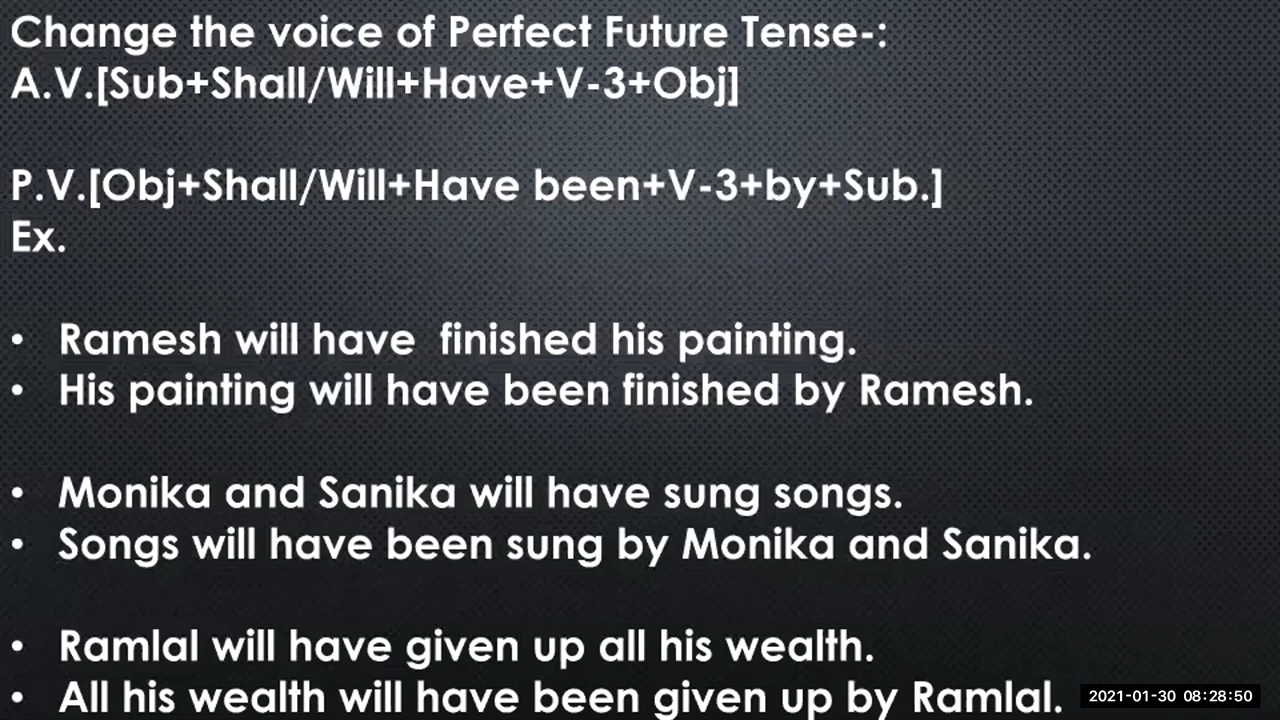 Change the voice of Perfect Future Tense-:
A.V.[Sub+Shall/Will+Have+V-3+Obj]
P.V.[Obj+Shall/Will+Have been+V-3+by+Sub.]
Ex.
• Ramesh will have  finished his painting.
• His painting will have been finished by Ramesh.
• Monika and Sanika will have sung songs.
• Songs will have been sung by Monika and Sanika.
• Ramlal will have given up all his wealth.
• All his wealth will have been given up by Ramlal.
2021-01-30 08:28:50